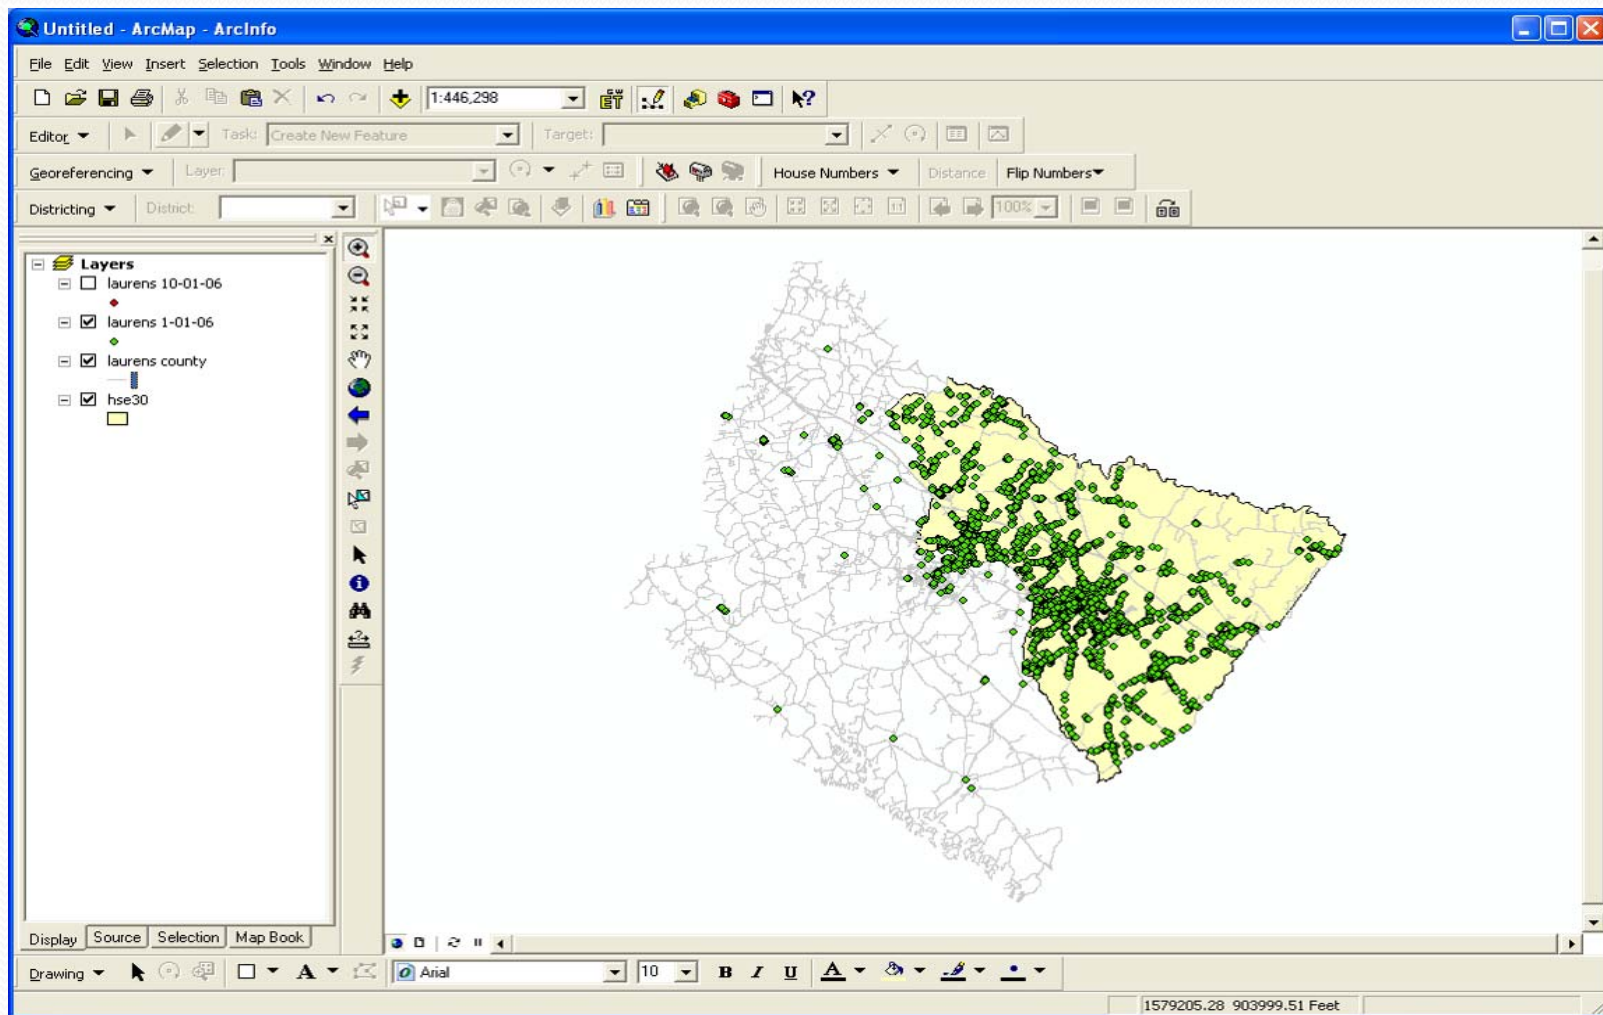 Untitled - ArcMap - ArcInfo
File Edit View Insert Selection Tools Window Help
1:446,298
Editor Task: Create New Feature Target:
Georeferencing Layer: House Numbers Distance Flip Numbers
Districting District: 100%
Layers
laurens 10-01-06
laurens 1-01-06
laurens county
hse30
Display Source Selection Map Book
Drawing A Arial 10 B I U A
1579205.28 903999.51 Feet